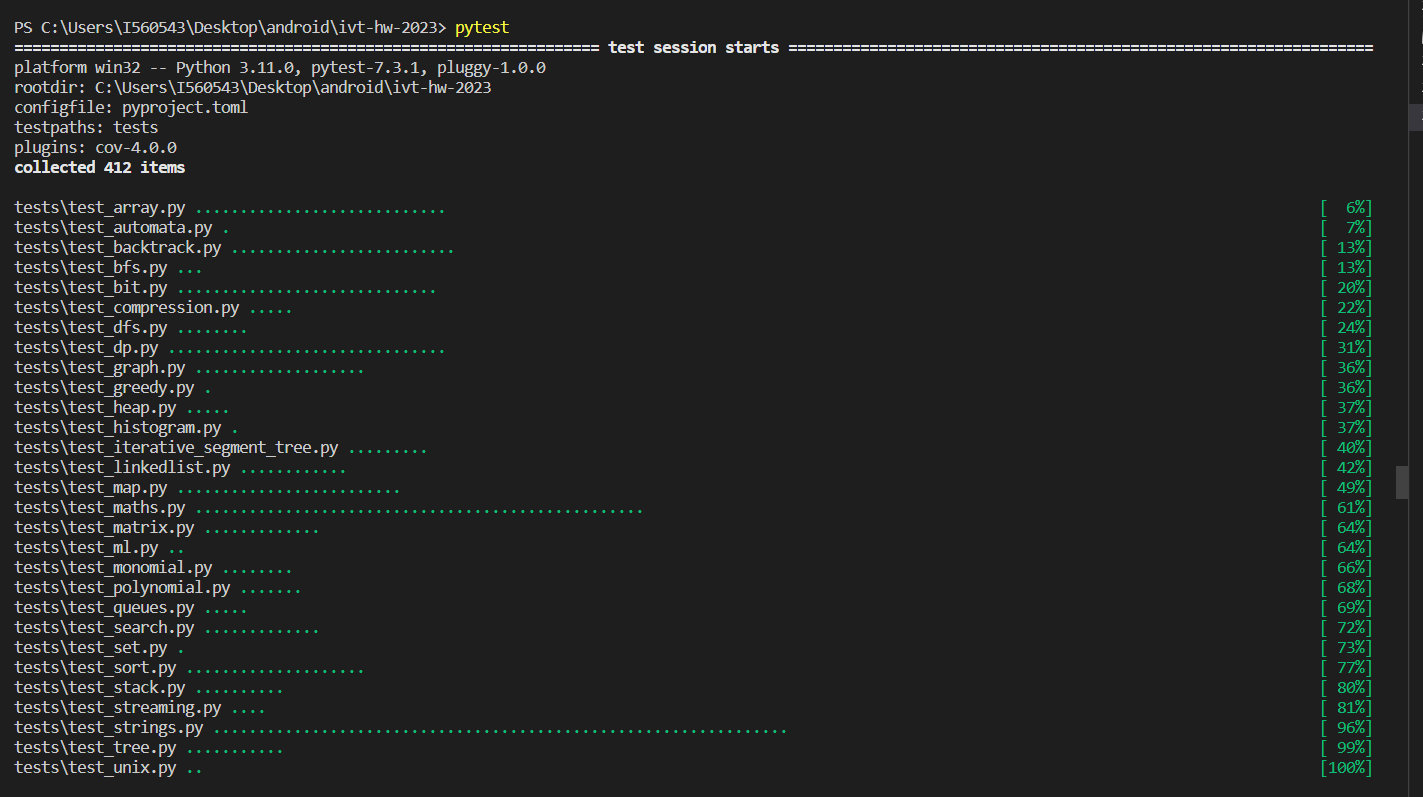 PS C:\Users\I560543\Desktop\android\ivt-hw-2023> pytest
================================================================= test session starts =================================================================
platform win32 -- Python 3.11.0, pytest-7.3.1, pluggy-1.0.0
rootdir: C:\Users\I560543\Desktop\android\ivt-hw-2023
configfile: pyproject.toml
testpaths: tests
plugins: cov-4.0.0
collected 412 items
tests\test_array.py ............................ [  6%]
tests\test_automata.py . [  7%]
tests\test_backtrack.py ......................... [ 13%]
tests\test_bfs.py ... [ 13%]
tests\test_bit.py ............................. [ 20%]
tests\test_compression.py ..... [ 22%]
tests\test_dfs.py ........ [ 24%]
tests\test_dp.py ............................... [ 31%]
tests\test_graph.py ................... [ 36%]
tests\test_greedy.py . [ 36%]
tests\test_heap.py ..... [ 37%]
tests\test_histogram.py . [ 37%]
tests\test_iterative_segment_tree.py ......... [ 40%]
tests\test_linkedlist.py ............ [ 42%]
tests\test_map.py ......................... [ 49%]
tests\test_maths.py .................................................. [ 61%]
tests\test_matrix.py ............. [ 64%]
tests\test_ml.py .. [ 64%]
tests\test_monomial.py ........ [ 66%]
tests\test_polynomial.py ....... [ 68%]
tests\test_queues.py ..... [ 69%]
tests\test_search.py ............. [ 72%]
tests\test_set.py . [ 73%]
tests\test_sort.py .................... [ 77%]
tests\test_stack.py .......... [ 80%]
tests\test_streaming.py .... [ 81%]
tests\test_strings.py ................................................................ [ 96%]
tests\test_tree.py ........... [ 99%]
tests\test_unix.py .. [100%]